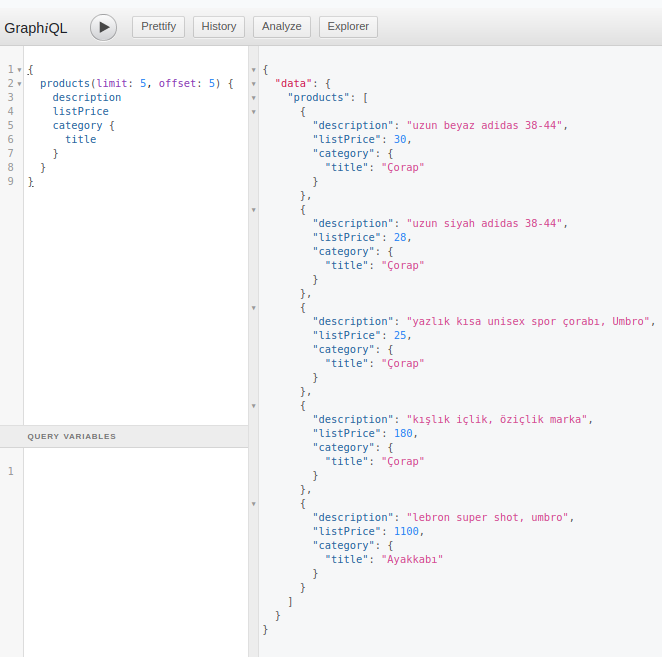 GraphiQL
Prettify
History
Analyze
Explorer
1 {
2 products(limit: 5, offset: 5) {
3 description
4 listPrice
5 category {
6 title
7 }
8 }
9 }
QUERY VARIABLES
1
{
"data": {
"products": [
{
"description": "uzun beyaz adidas 38-44",
"listPrice": 30,
"category": {
"title": "Çorap"
}
},
{
"description": "uzun siyah adidas 38-44",
"listPrice": 28,
"category": {
"title": "Çorap"
}
},
{
"description": "yazlık kısa unisex spor çorabı, Umbro",
"listPrice": 25,
"category": {
"title": "Çorap"
}
},
{
"description": "kışlık içlik, öziçlik marka",
"listPrice": 180,
"category": {
"title": "Çorap"
}
},
{
"description": "lebron super shot, umbro",
"listPrice": 1100,
"category": {
"title": "Ayakkabı"
}
}
]
}
}